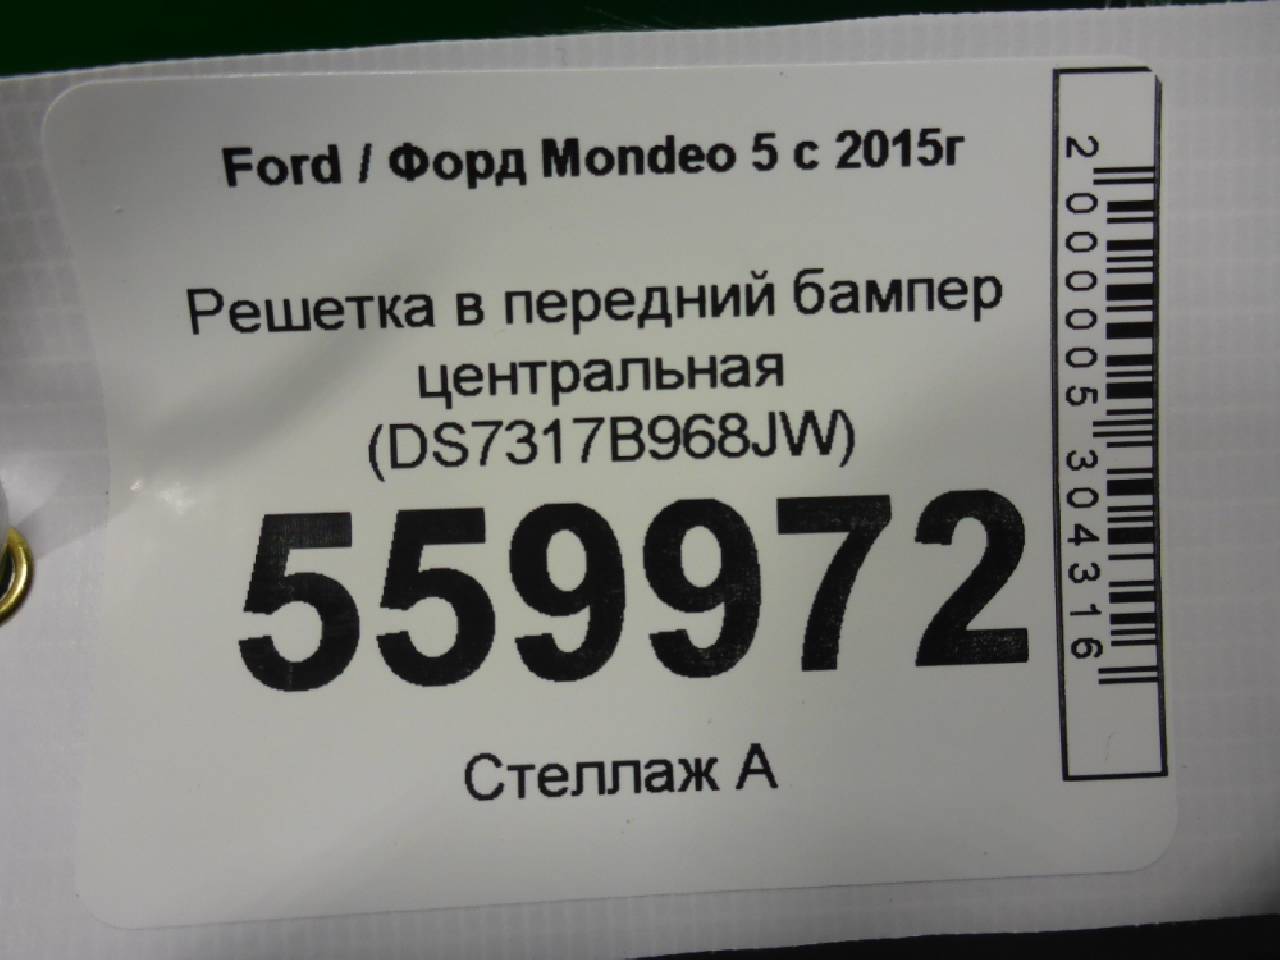 Ford / Форд Mondeo 5 с 2015г
Решетка в передний бампер
центральная
(DS7317B968JW)
559972
Стеллаж А
2000005304316